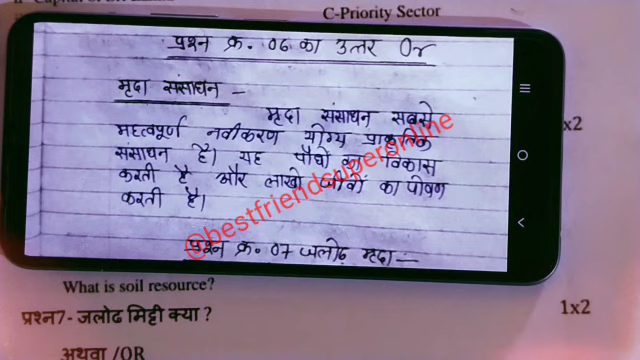 C-Priority Sector
प्रश्न क्र. 06 का उत्तर Or
मृदा संसाधन -
मृदा संसाधन सबसे
महत्वपूर्ण नवीकरण योग्य प्राकृतिक
संसाधन है। यह पौधों का विकास
करती है और लाखो जीवों का पोषण
करती है।
@bestfriendsuperonline
प्रश्न क्र. 07 जलोढ़ मृदा —
x2
What is soil resource?
प्रश्न7- जलोढ मिट्टी क्या ?
1x2
अथवा /OR